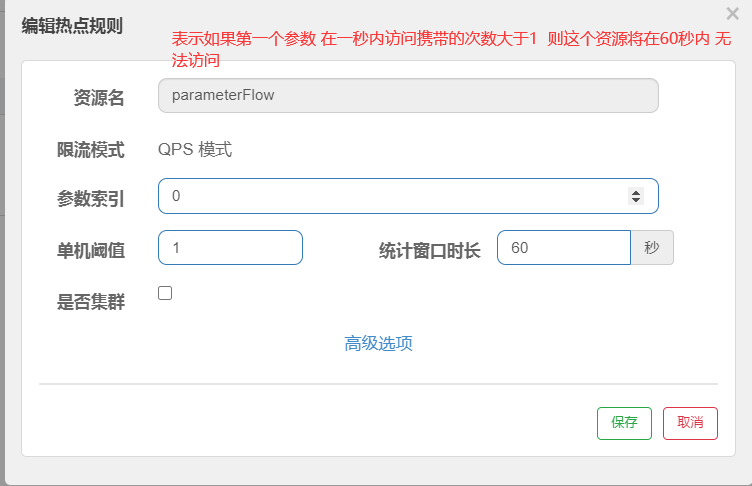 编辑热点规则
×
表示如果第一个参数 在一秒内访问携带的次数大于1  则这个资源将在60秒内 无
法访问
资源名 parameterFlow
限流模式 QPS 模式
参数索引 0
单机阈值 1 统计窗口时长 60 秒
是否集群
高级选项
保存 取消